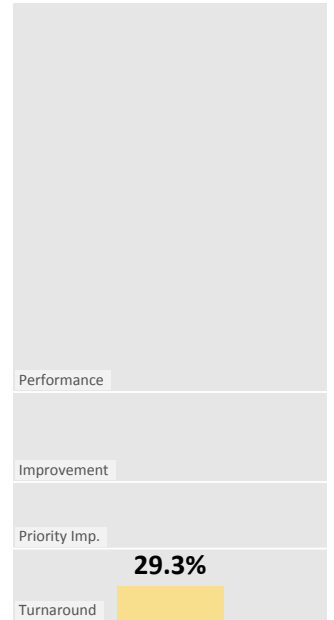 Performance
Improvement
Priority Imp.
29.3%
Turnaround